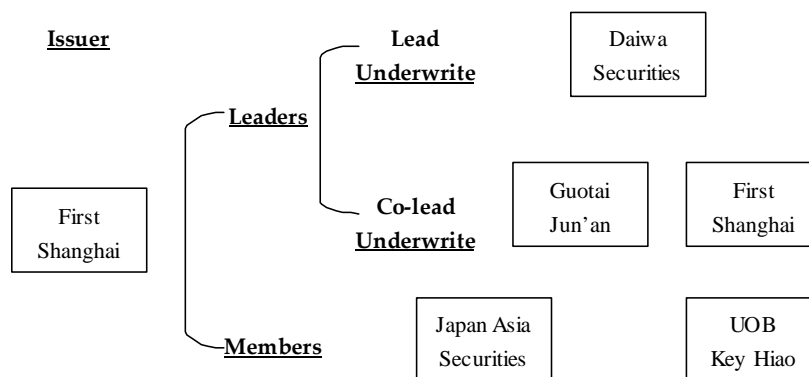 Issuer
Lead
Underwrite
Daiwa
Securities
Leaders
First
Shanghai
Co-lead
Underwrite
Guotai
Jun’an
First
Shanghai
Members
Japan Asia
Securities
UOB
Key Hiao